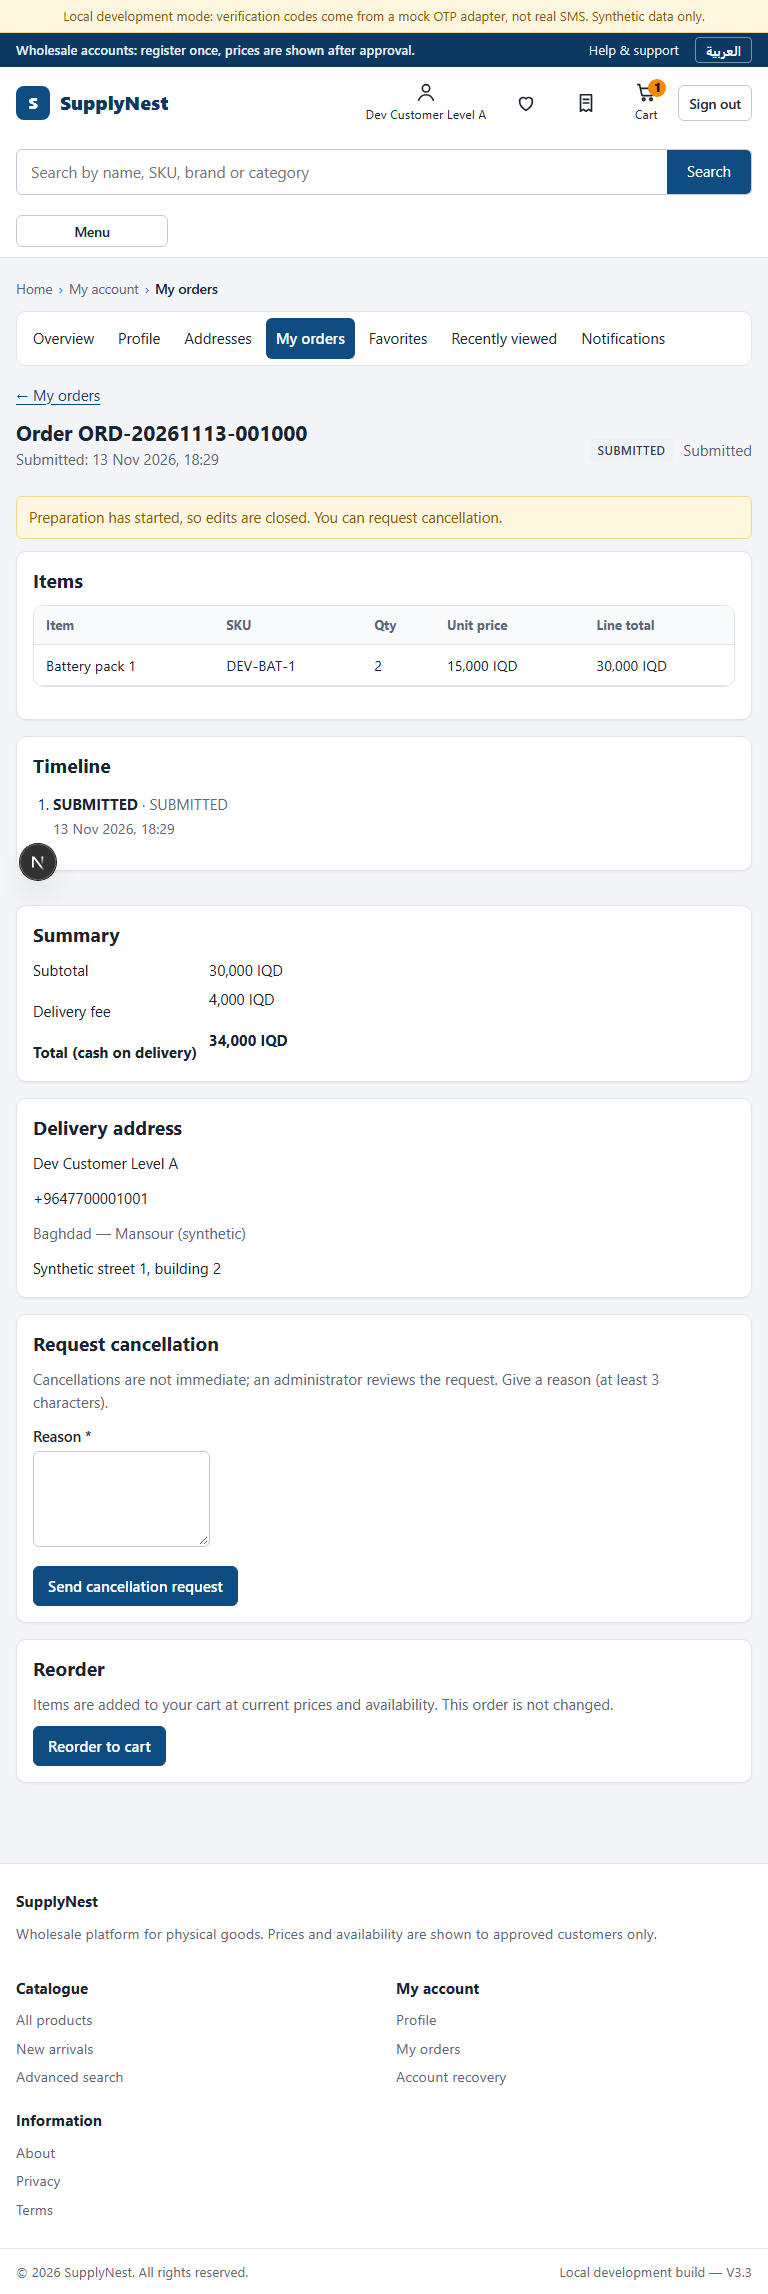 Local development mode: verification codes come from a mock OTP adapter, not real SMS. Synthetic data only.
Wholesale accounts: register once, prices are shown after approval.
Help & support
العربية
S
SupplyNest
Dev Customer Level A
1
Cart
Sign out
Search by name, SKU, brand or category
Search
Menu
Home › My account › My orders
Overview Profile Addresses My orders Favorites Recently viewed Notifications
← My orders
Order ORD-20261113-001000
Submitted: 13 Nov 2026, 18:29
SUBMITTED Submitted
Preparation has started, so edits are closed. You can request cancellation.
Items
Item SKU Qty Unit price Line total
Battery pack 1 DEV-BAT-1 2 15,000 IQD 30,000 IQD
Timeline
1. SUBMITTED · SUBMITTED
13 Nov 2026, 18:29
N
Summary
Subtotal 30,000 IQD
Delivery fee 4,000 IQD
Total (cash on delivery) 34,000 IQD
Delivery address
Dev Customer Level A
+9647700001001
Baghdad — Mansour (synthetic)
Synthetic street 1, building 2
Request cancellation
Cancellations are not immediate; an administrator reviews the request. Give a reason (at least 3
characters).
Reason *
Send cancellation request
Reorder
Items are added to your cart at current prices and availability. This order is not changed.
Reorder to cart
SupplyNest
Wholesale platform for physical goods. Prices and availability are shown to approved customers only.
Catalogue
All products
New arrivals
Advanced search
My account
Profile
My orders
Account recovery
Information
About
Privacy
Terms
© 2026 SupplyNest. All rights reserved.
Local development build — V3.3